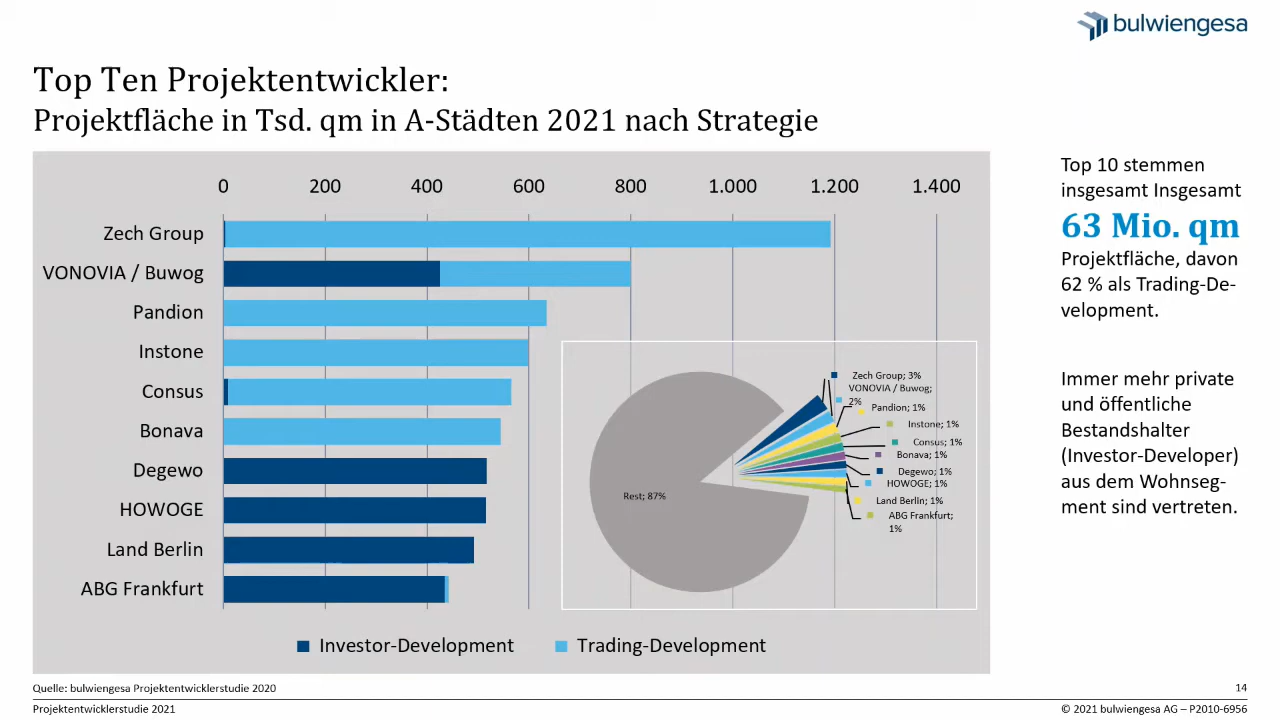 bulwiengesa
Top Ten Projektentwickler:
Projektfläche in Tsd. qm in A-Städten 2021 nach Strategie
0 200 400 600 800 1.000 1.200 1.400
Zech Group
VONOVIA / Buwog
Pandion
Instone
Consus
Bonava
Degewo
HOWOGE
Land Berlin
ABG Frankfurt
Rest; 87%
Zech Group; 3%
VONOVIA / Buwog;
2%
Pandion; 1%
Instone; 1%
Consus; 1%
Bonava; 1%
Degewo; 1%
HOWOGE; 1%
Land Berlin; 1%
ABG Frankfurt;
1%
Investor-Development Trading-Development
Top 10 stemmen
insgesamt Insgesamt
63 Mio. qm
Projektfläche, davon
62 % als Trading-De-
velopment.
Immer mehr private
und öffentliche
Bestandshalter
(Investor-Developer)
aus dem Wohnseg-
ment sind vertreten.
Quelle: bulwiengesa Projektentwicklerstudie 2020
14
Projektentwicklerstudie 2021
© 2021 bulwiengesa AG – P2010-6956